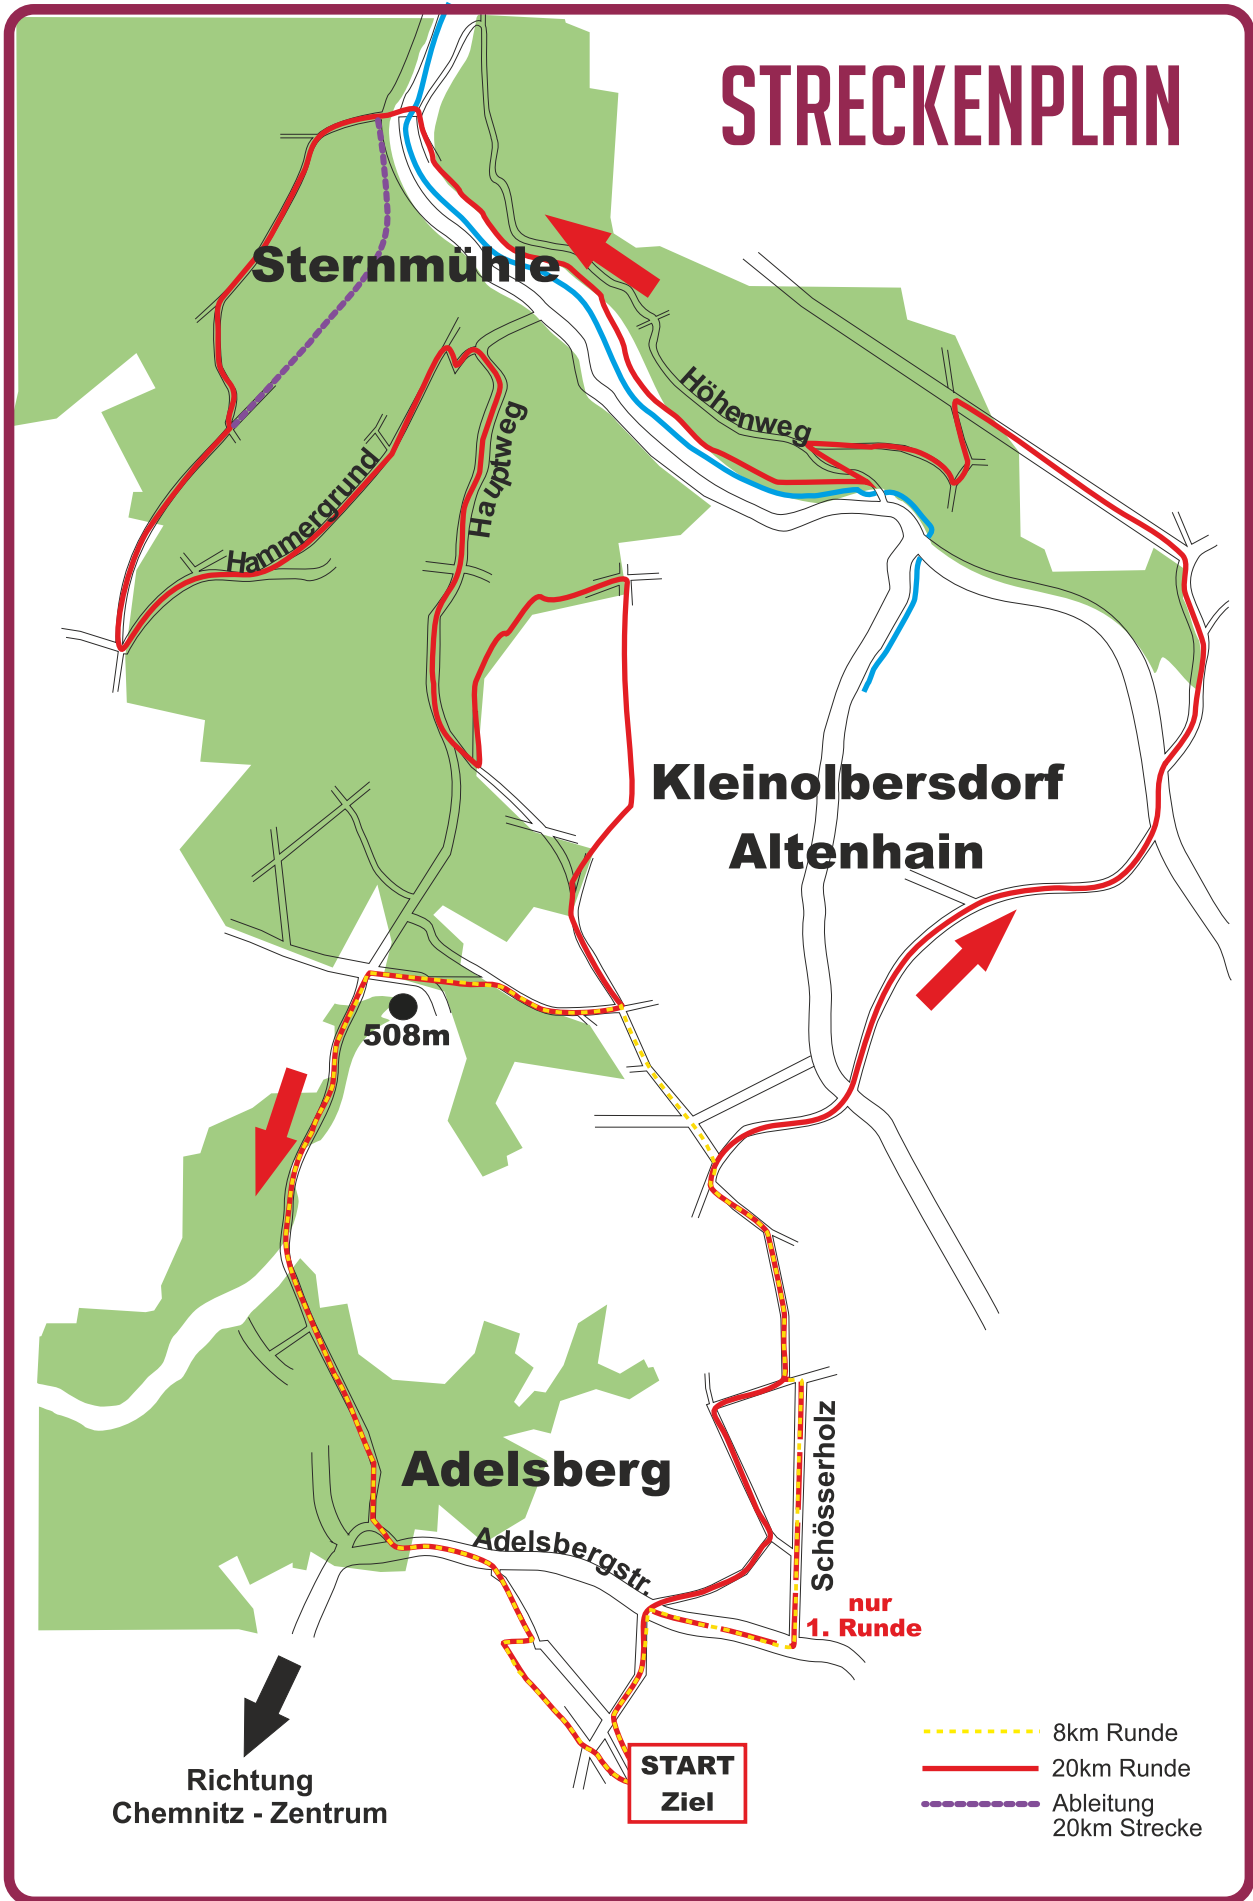 STRECKENPLAN
Sternmühle
Höhenweg
Hauptweg
Hammergrund
Kleinolbersdorf
Altenhain
508m
Adelsberg
Adelsbergstr.
Schösserholz
nur
1. Runde
START
Ziel
Richtung
Chemnitz - Zentrum
8km Runde
20km Runde
Ableitung
20km Strecke